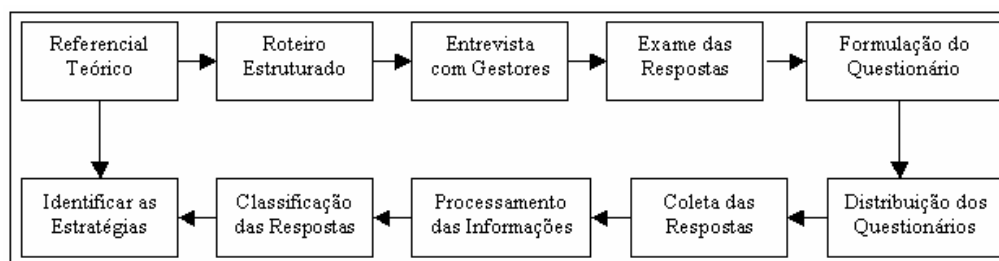 Referencial
Teórico
Roteiro
Estruturado
Entrevista
com Gestores
Exame das
Respostas
Formulação do
Questionário
Identificar as
Estratégias
Classificação
das Respostas
Processamento
das Informações
Coleta das
Respostas
Distribuição dos
Questionários